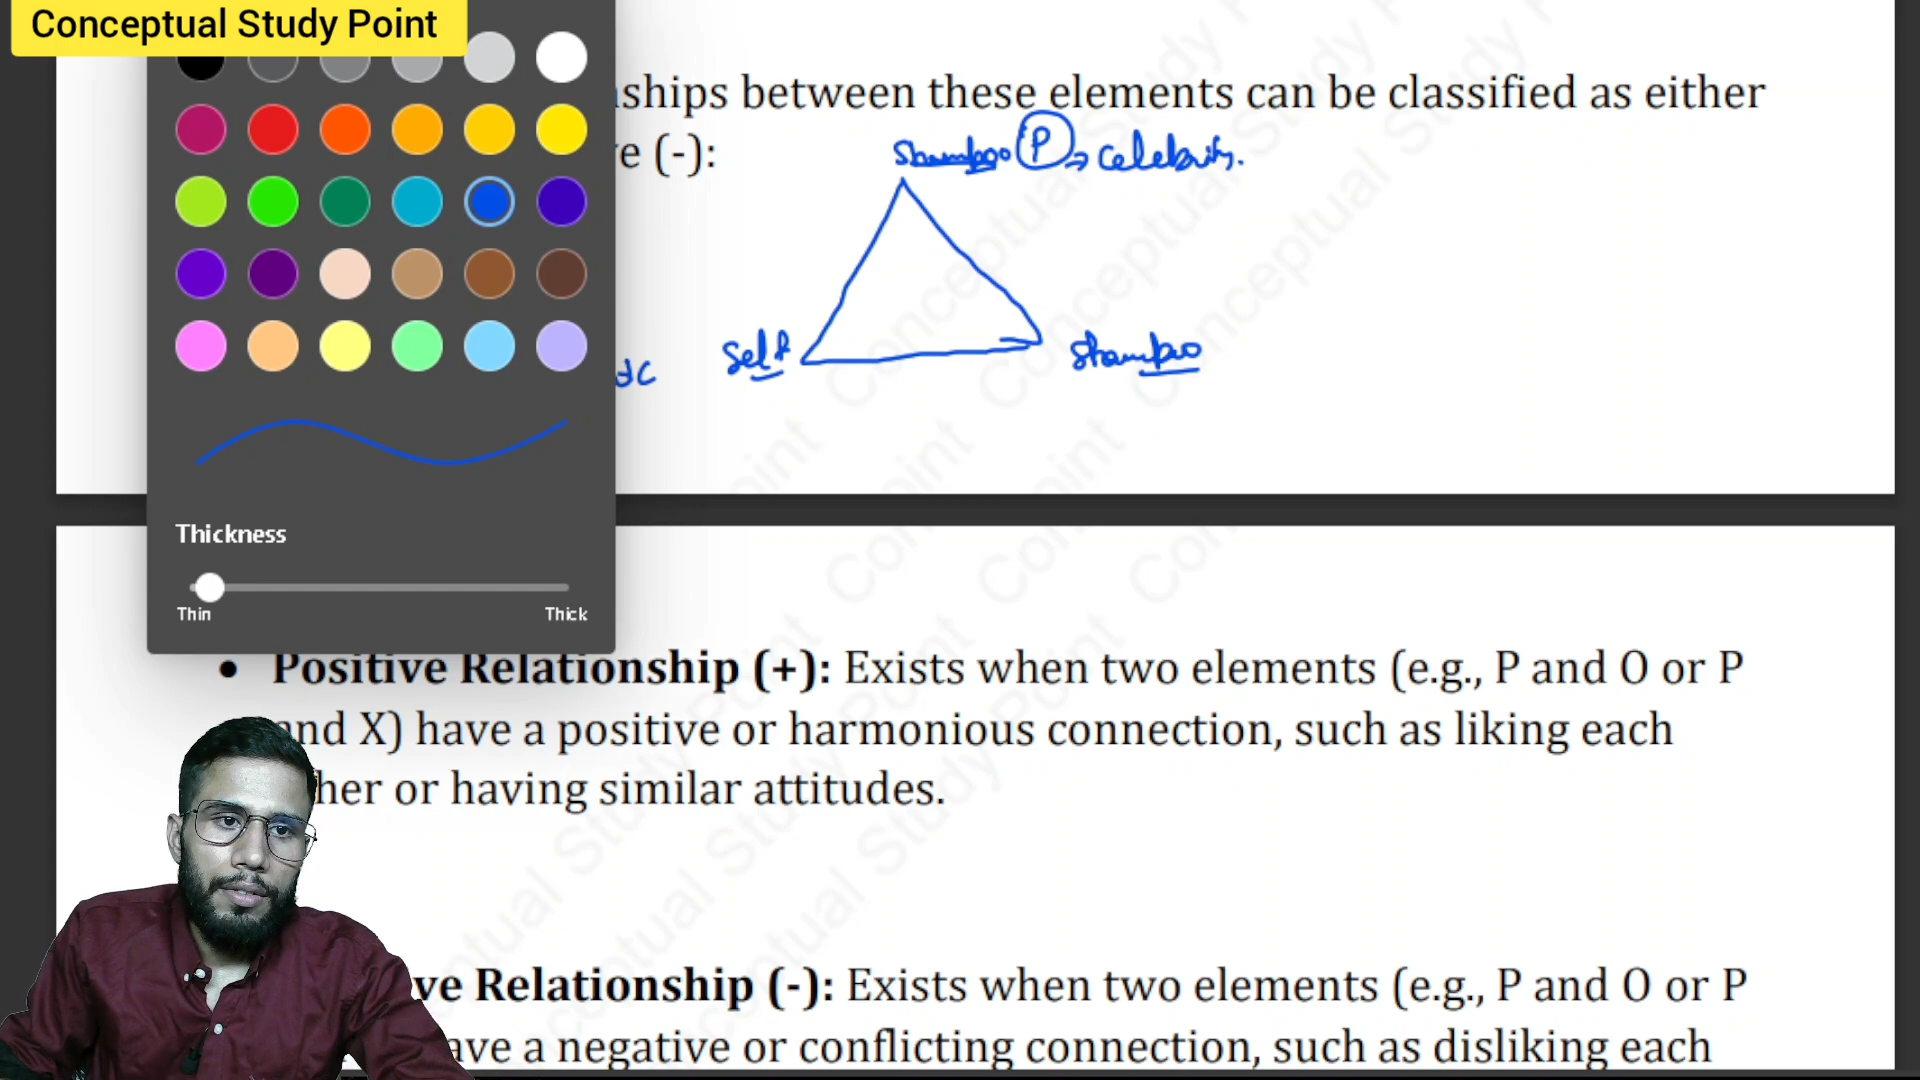 Conceptual Study Point
ships between these elements can be classified as either
e (-):
Shampoo P → Celebrity.
Self
Shampoo
Thickness
Thin Thick
• Positive Relationship (+): Exists when two elements (e.g., P and O or P
and X) have a positive or harmonious connection, such as liking each
her or having similar attitudes.
ve Relationship (-): Exists when two elements (e.g., P and O or P
ave a negative or conflicting connection, such as disliking each